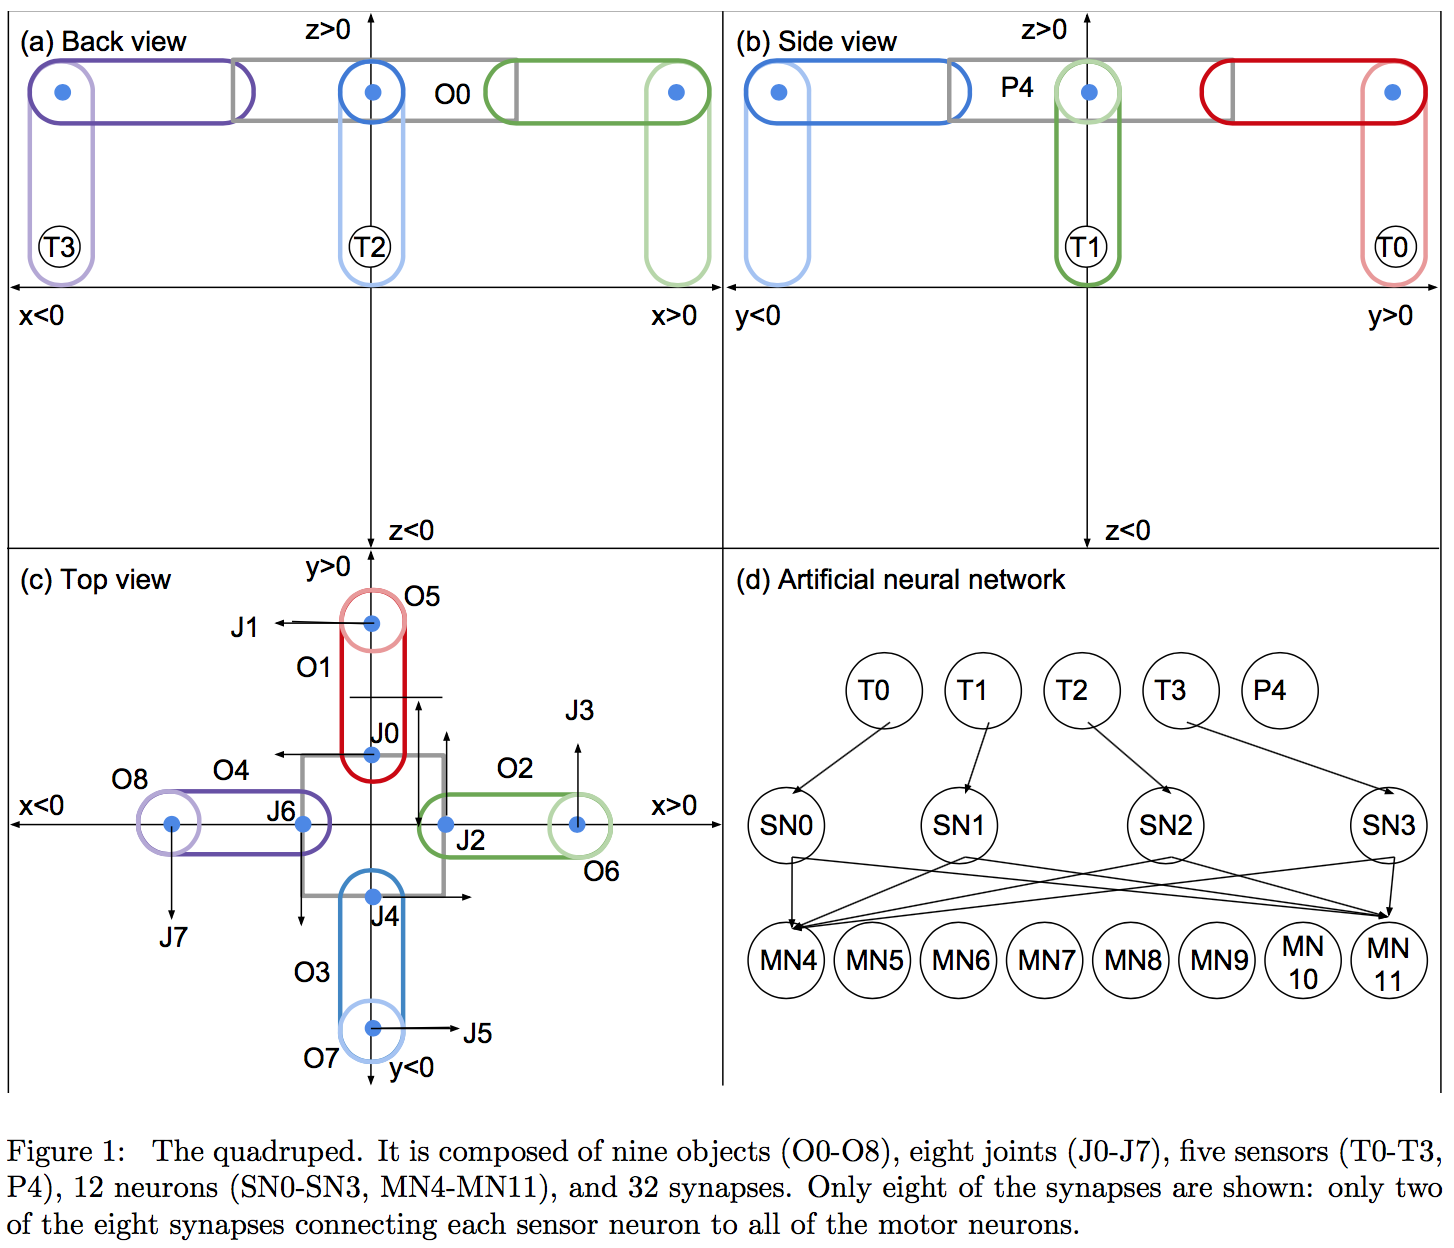 (a) Back view
z>0
O0
T3
T2
x<0
x>0
z<0
(b) Side view
z>0
P4
T1
T0
y<0
y>0
z<0
(c) Top view
y>0
O5
J1
O1
J3
J0
O8
O4
O2
x<0
J6
x>0
J2
O6
J4
J7
O3
J5
O7
y<0
(d) Artificial neural network
T0 T1 T2 T3 P4
SN0 SN1 SN2 SN3
MN4 MN5 MN6 MN7 MN8 MN9 MN 10 MN 11
Figure 1: The quadruped. It is composed of nine objects (O0-O8), eight joints (J0-J7), five sensors (T0-T3,
P4), 12 neurons (SN0-SN3, MN4-MN11), and 32 synapses. Only eight of the synapses are shown: only two
of the eight synapses connecting each sensor neuron to all of the motor neurons.